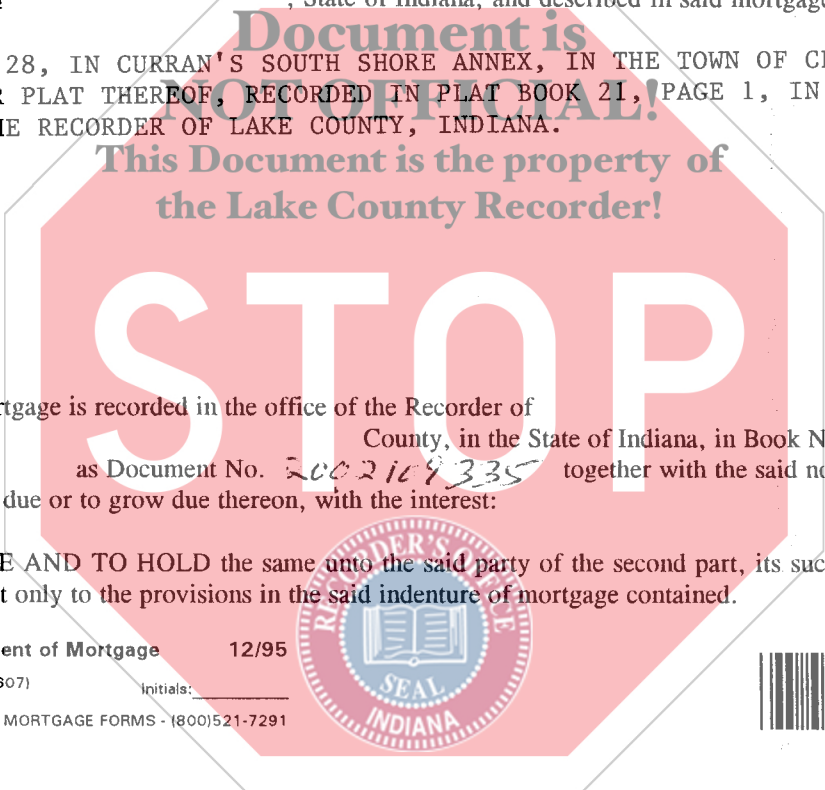 , State of Indiana, and described in said mortgage
Document is
28, IN CURRAN'S SOUTH SHORE ANNEX, IN THE TOWN OF
PLAT THEREOF, RECORDED IN PLAT BOOK 21, PAGE 1, IN
NOT OFFICIAL!
RECORDER OF LAKE COUNTY, INDIANA.
This Document is the property of
the Lake County Recorder!
STOP
rtgage is recorded in the office of the Recorder of
County, in the State of Indiana, in Book N
as Document No. 2002109335 together with the said
due or to grow due thereon, with the interest:
E AND TO HOLD the same unto the said party of the second part, its suc
t only to the provisions in the said indenture of mortgage contained.
ent of Mortgage 12/95
607)
Initials:
MORTGAGE FORMS - (800)521-7291
RECORDER'S OFFICE
SEAL
INDIANA